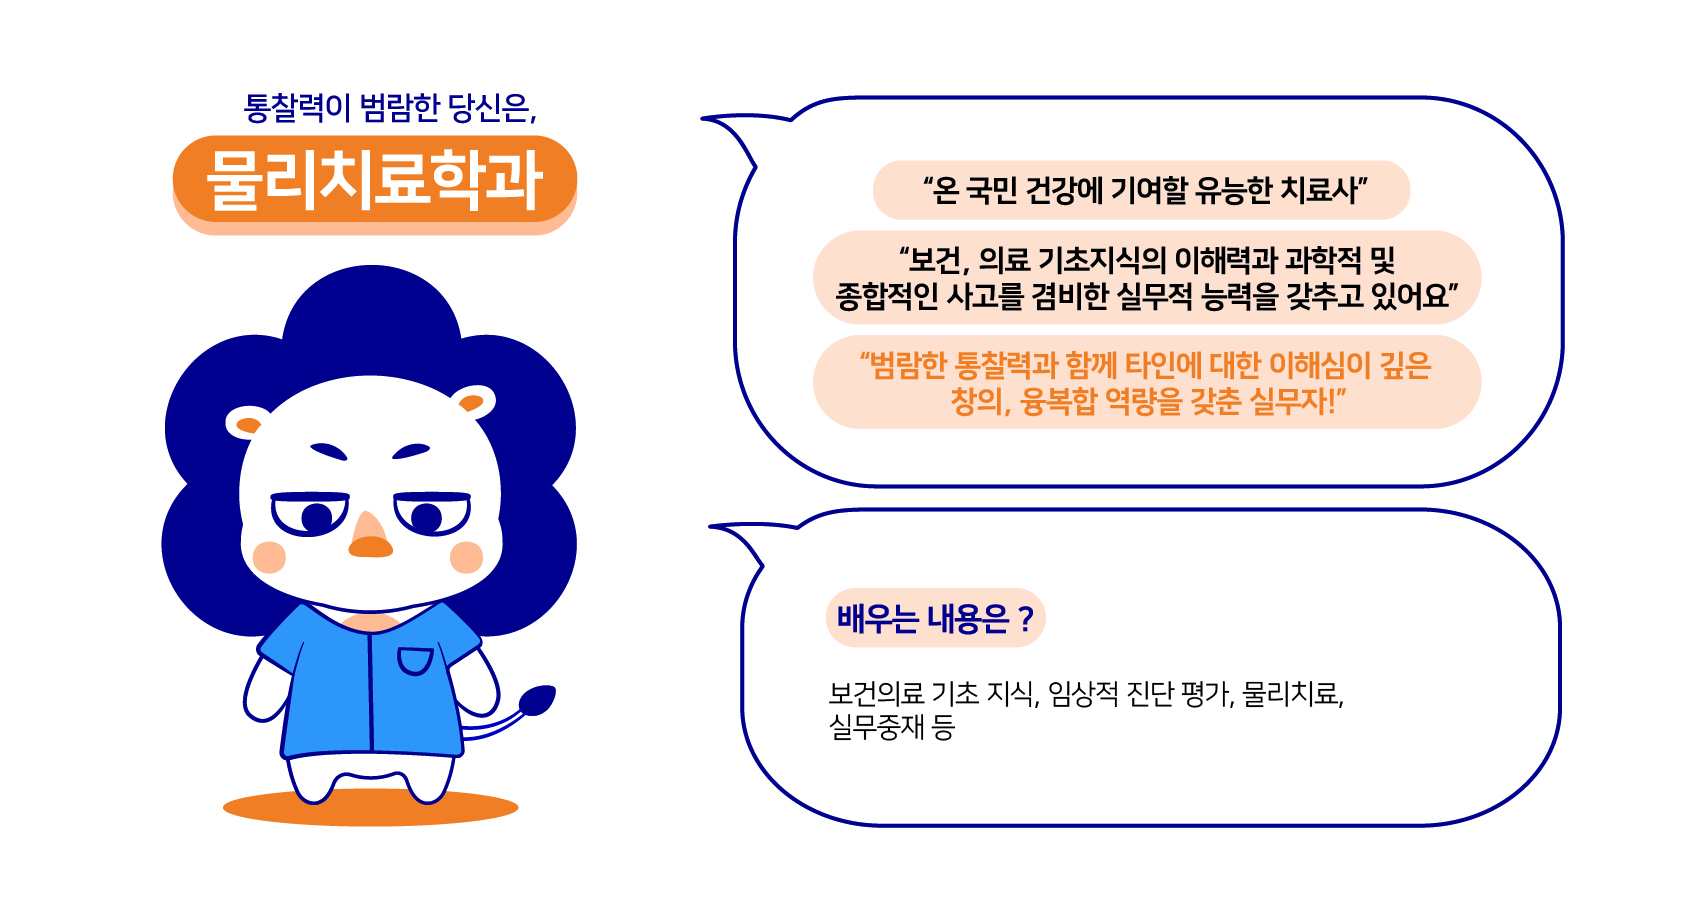 통찰력이 범람한 당신은,
물리치료학과
“온 국민 건강에 기여할 유능한 치료사”
“보건, 의료 기초지식의 이해력과 과학적 및
종합적인 사고를 겸비한 실무적 능력을 갖추고 있어요”
“범람한 통찰력과 함께 타인에 대한 이해심이 깊은
창의, 융복합 역량을 갖춘 실무자!”
배우는 내용은 ?
보건의료 기초 지식, 임상적 진단 평가, 물리치료,
실무중재 등